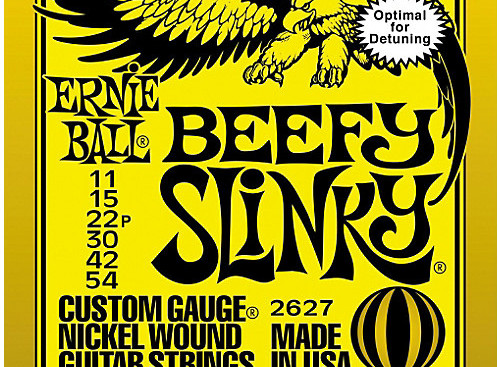 Optimal
for
Detuning
ERNIE
BALL®
BEEFY
SLINKY®
11
15
22P
30
42
54
CUSTOM GAUGE® 2627
NICKEL WOUND MADE
GUITAR STRINGS IN USA